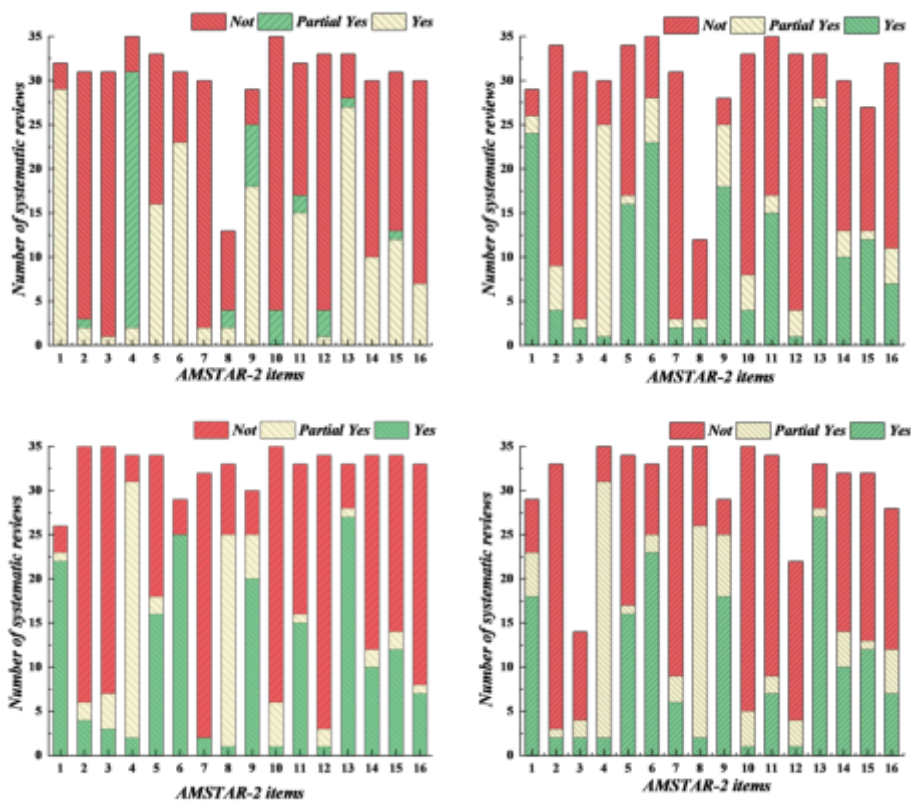 Not Partial Yes Yes
35
30
25
20
15
10
5
0
Number of systematic reviews
1 2 3 4 5 6 7 8 9 10 11 12 13 14 15 16
AMSTAR-2 items
Not Partial Yes Yes
35
30
25
20
15
10
5
0
Number of systematic reviews
1 2 3 4 5 6 7 8 9 10 11 12 13 14 15 16
AMSTAR-2 items
Not Partial Yes Yes
35
30
25
20
15
10
5
0
Number of systematic reviews
1 2 3 4 5 6 7 8 9 10 11 12 13 14 15 16
AMSTAR-2 items
Not Partial Yes Yes
35
30
25
20
15
10
5
0
Number of systematic reviews
1 2 3 4 5 6 7 8 9 10 11 12 13 14 15 16
AMSTAR-2 items